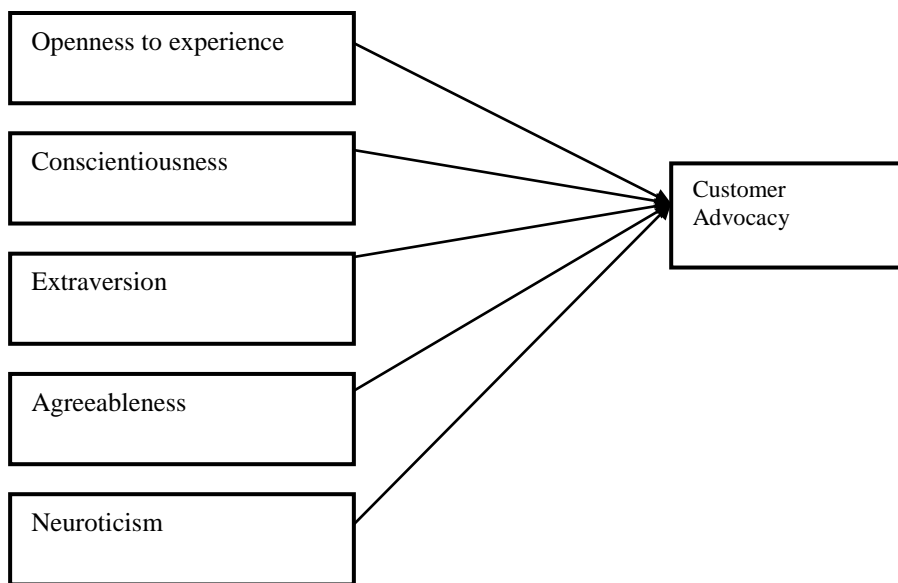 Openness to experience
Conscientiousness
Extraversion
Agreeableness
Neuroticism
Customer
Advocacy